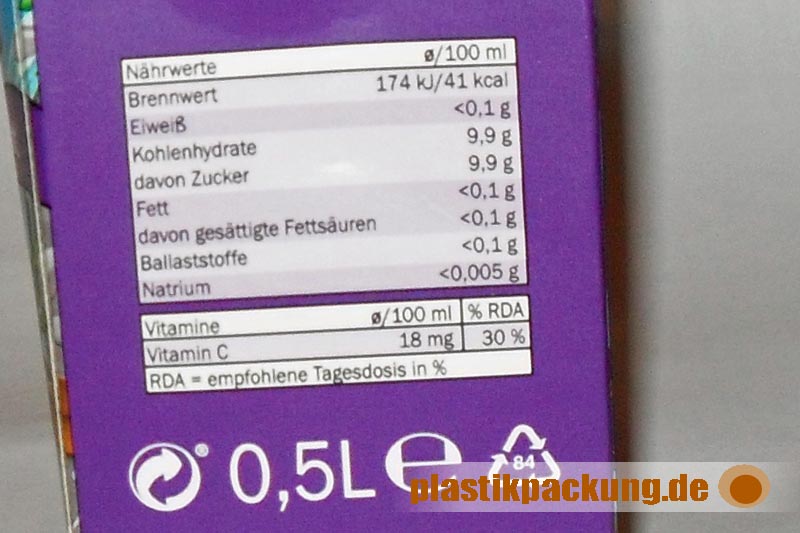 Nährwerte ø/100 ml
Brennwert 174 kJ/41 kcal
Eiweiß <0,1 g
Kohlenhydrate 9,9 g
davon Zucker 9,9 g
Fett <0,1 g
davon gesättigte Fettsäuren <0,1 g
Ballaststoffe <0,1 g
Natrium <0,005 g
Vitamine ø/100 ml % RDA
Vitamin C 18 mg 30 %
RDA = empfohlene Tagesdosis in %
® 0,5L ℮ 84
plastikpackung.de